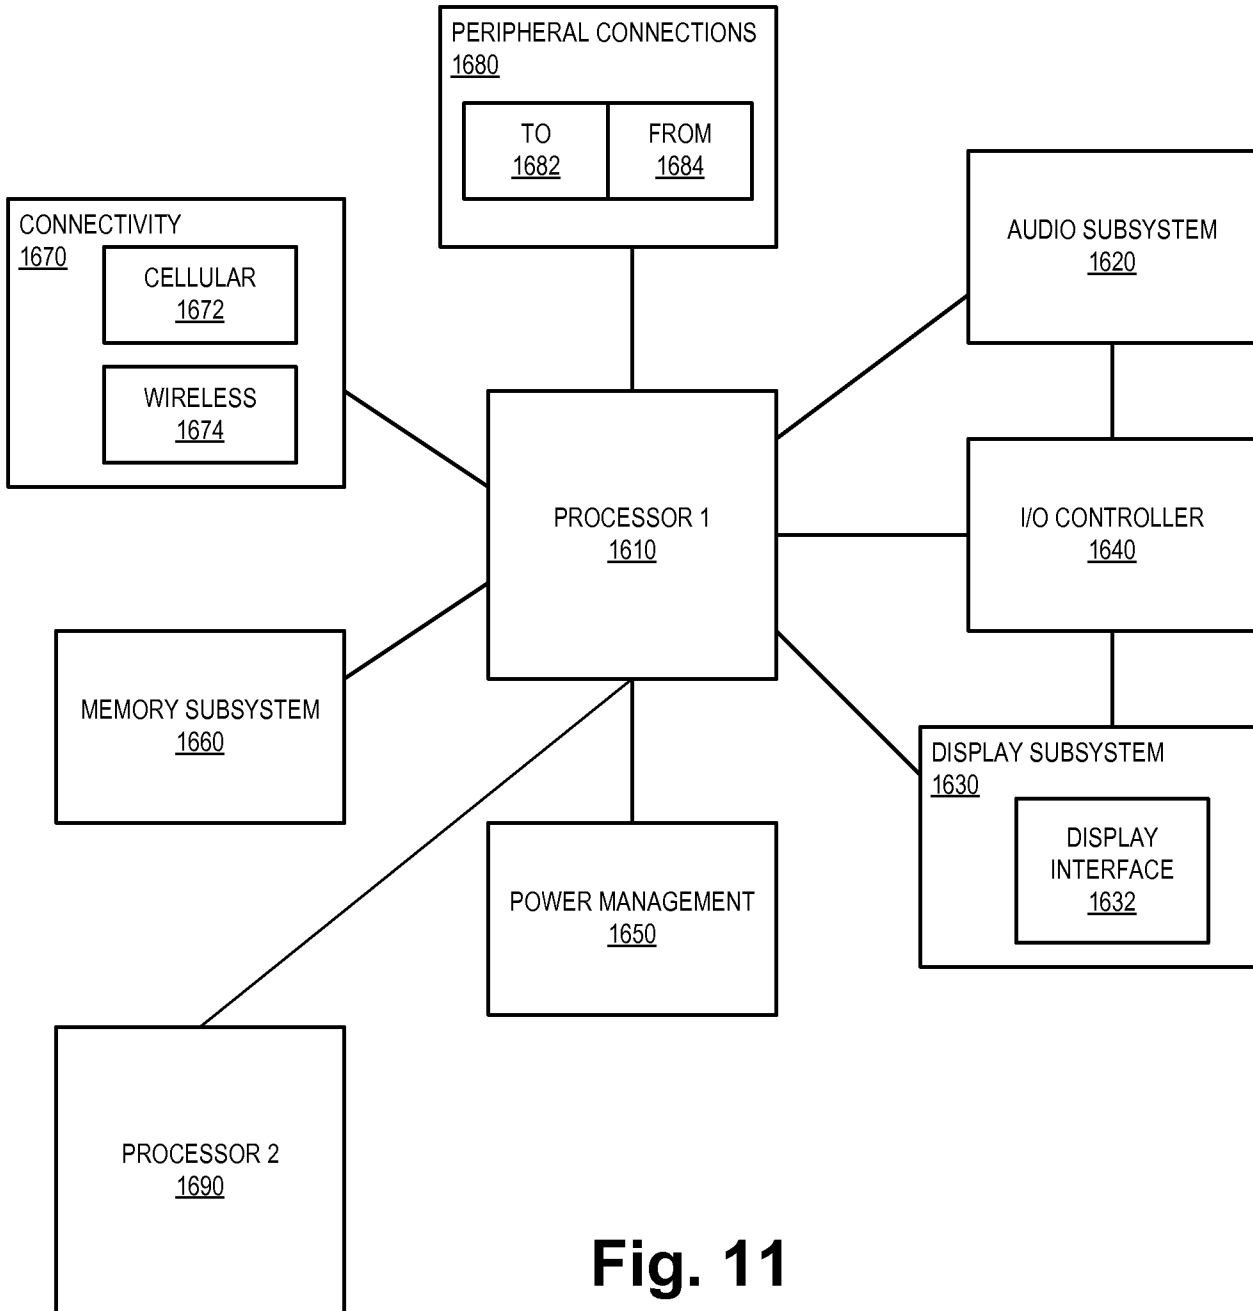 PERIPHERAL CONNECTIONS
1680
TO
1682
FROM
1684
CONNECTIVITY
1670
CELLULAR
1672
WIRELESS
1674
AUDIO SUBSYSTEM
1620
PROCESSOR 1
1610
I/O CONTROLLER
1640
MEMORY SUBSYSTEM
1660
POWER MANAGEMENT
1650
DISPLAY SUBSYSTEM
1630
DISPLAY
INTERFACE
1632
PROCESSOR 2
1690
Fig. 11